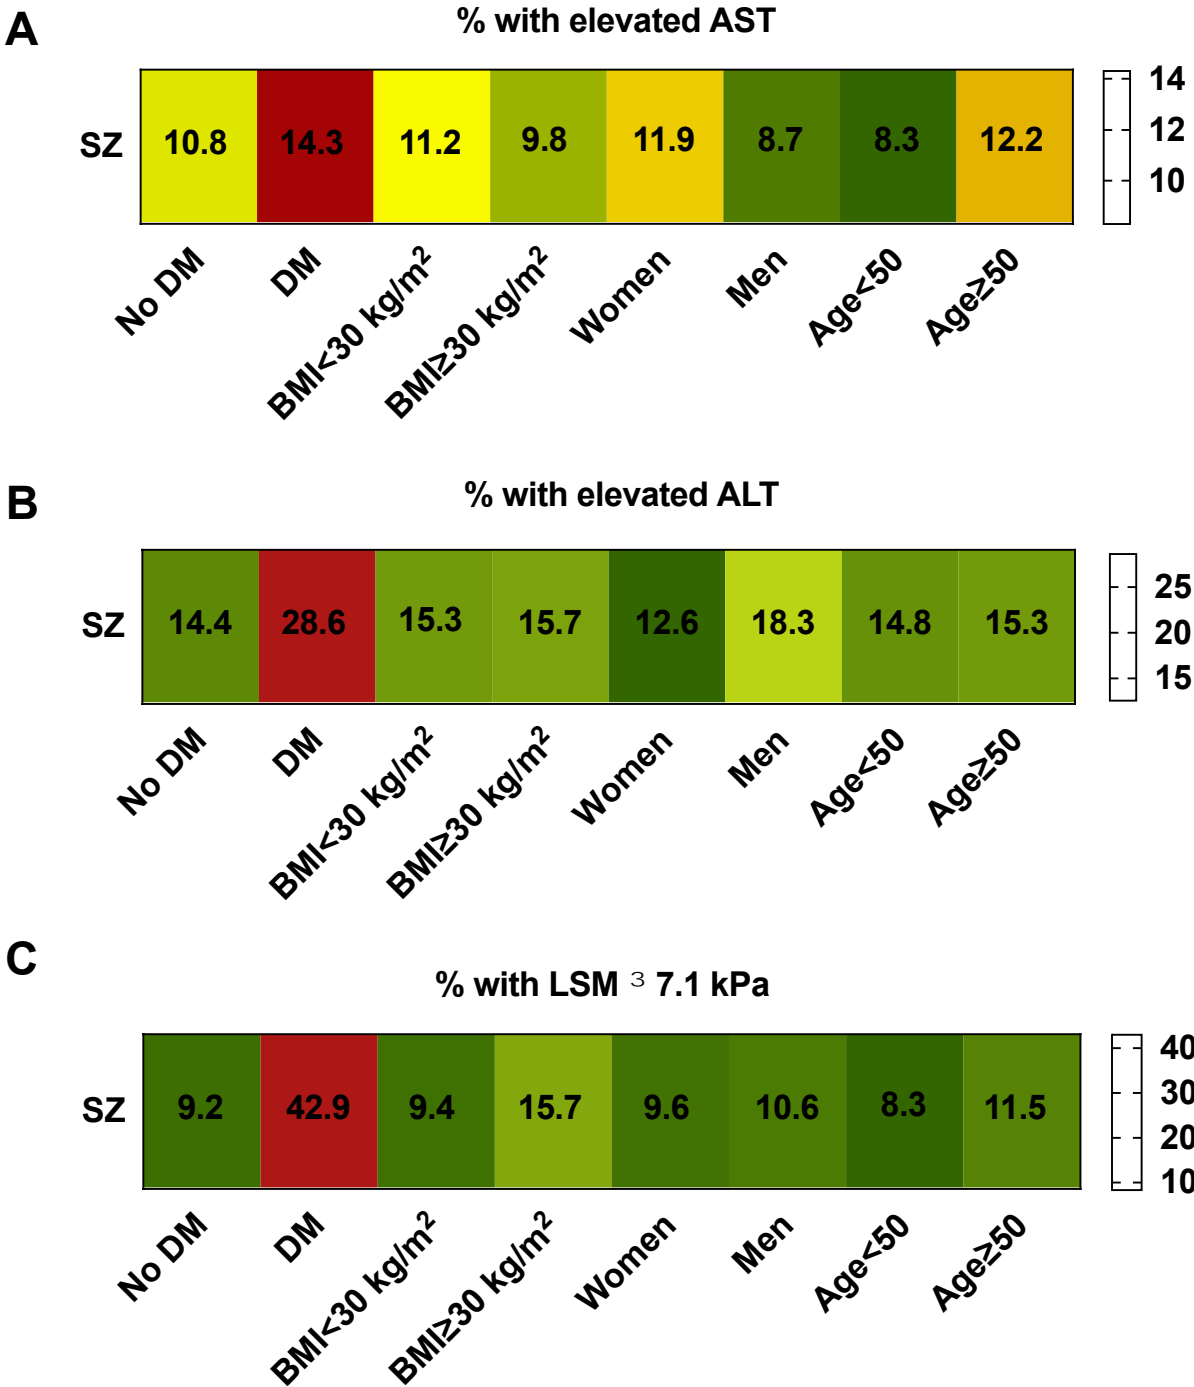 A
% with elevated AST
SZ 10.8 14.3 11.2 9.8 11.9 8.7 8.3 12.2
14
12
10
No DM DM BMI<30 kg/m² BMI≥30 kg/m² Women Men Age<50 Age≥50
B
% with elevated ALT
SZ 14.4 28.6 15.3 15.7 12.6 18.3 14.8 15.3
25
20
15
No DM DM BMI<30 kg/m² BMI≥30 kg/m² Women Men Age<50 Age≥50
C
% with LSM ³ 7.1 kPa
SZ 9.2 42.9 9.4 15.7 9.6 10.6 8.3 11.5
40
30
20
10
No DM DM BMI<30 kg/m² BMI≥30 kg/m² Women Men Age<50 Age≥50